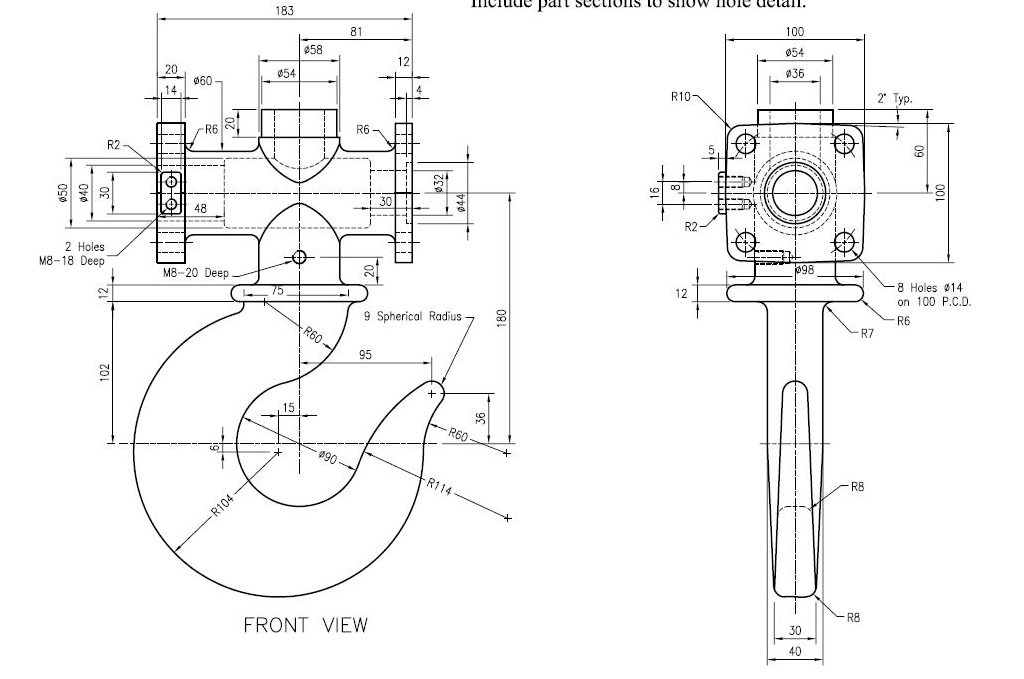 Include part sections to show hole detail.
183
81
ø58
ø54
20
14
ø60
12
4
R6
20
R6
R2
ø50
ø40
30
48
30
ø32
ø44
2 Holes
M8-18 Deep
M8-20 Deep
20
12
75
9 Spherical Radius
R60
95
180
102
15
36
6
ø90
R60
R114
R104
FRONT VIEW
100
ø54
ø36
R10
2° Typ.
5
60
100
16
8
R2
ø98
12
8 Holes ø14
on 100 P.C.D.
R6
R7
R8
R8
30
40